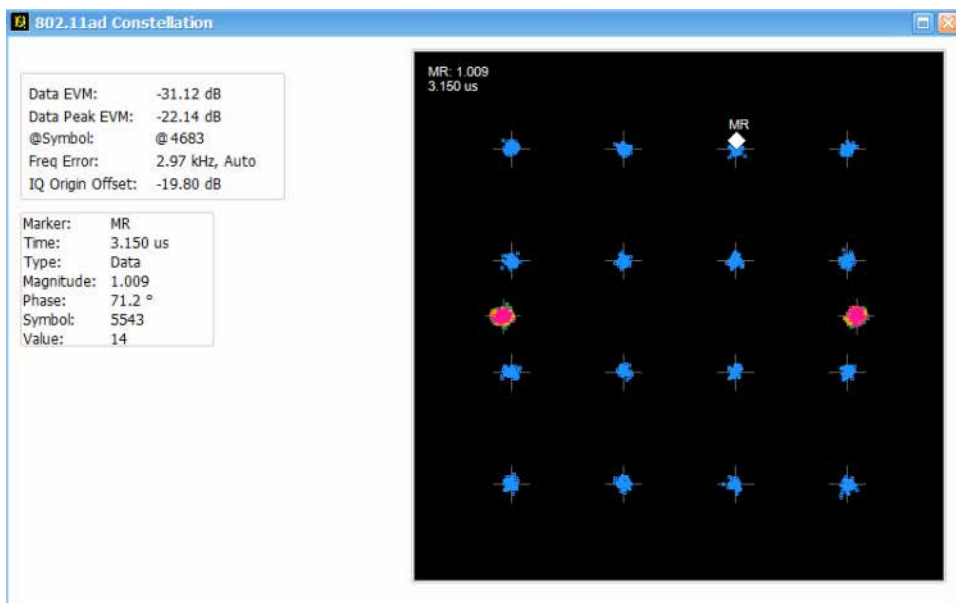 802.11ad Constellation
Data EVM: -31.12 dB
Data Peak EVM: -22.14 dB
@Symbol: @4683
Freq Error: 2.97 kHz, Auto
IQ Origin Offset: -19.80 dB
Marker: MR
Time: 3.150 us
Type: Data
Magnitude: 1.009
Phase: 71.2 °
Symbol: 5543
Value: 14
MR: 1.009
3.150 us
MR